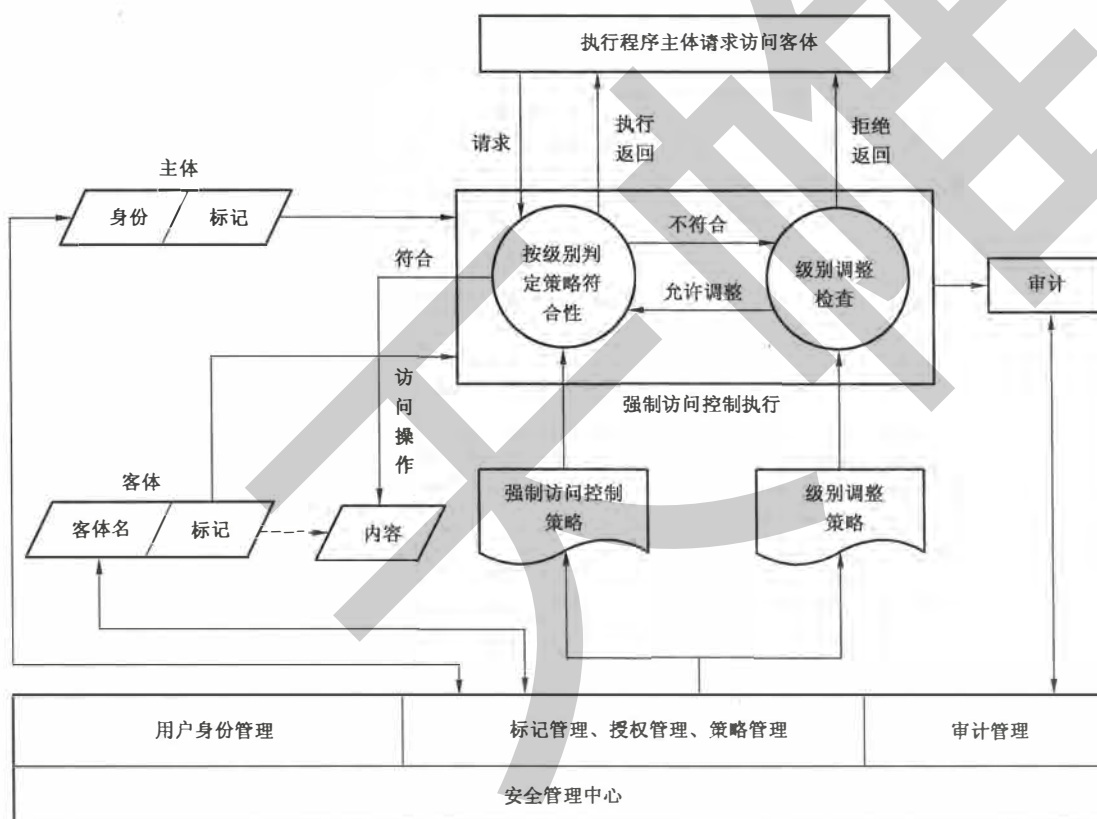 执行程序主体请求访问客体
请求
执行
返回
拒绝
返回
主体
身份
标记
符合
按级别判
定策略符
合性
不符合
允许调整
级别调整
检查
审计
强制访问控制执行
访
问
操
作
客体
客体名
标记
内容
强制访问控制
策略
级别调整
策略
用户身份管理
标记管理、授权管理、策略管理
审计管理
安全管理中心